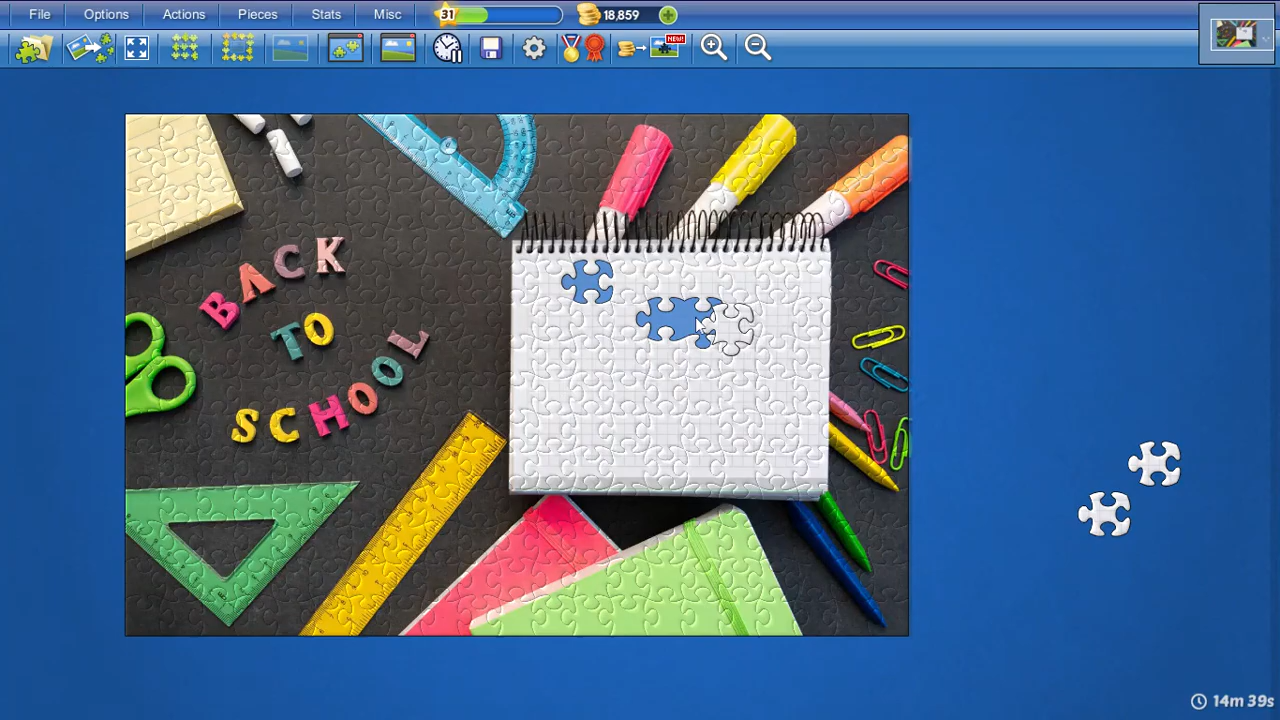 File Options Actions Pieces Stats Misc 31 18,859
NEW!
BACK
TO
SCHOOL
14m 39s